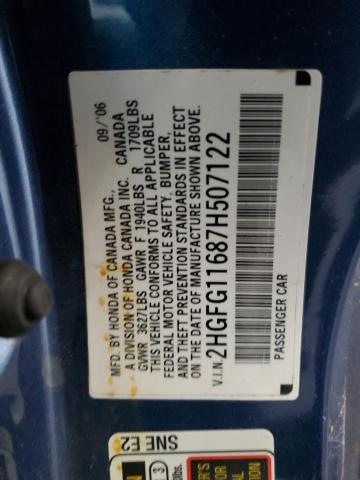 MFG. BY HONDA OF CANADA MFG., 09/'06
A DIVISION OF HONDA CANADA INC. CANADA
GVWR 3627LBS GAWR F 1940LBS R 1709LBS
THIS VEHICLE CONFORMS TO ALL APPLICABLE
FEDERAL MOTOR VEHICLE SAFETY, BUMPER,
AND THEFT PREVENTION STANDARDS IN EFFECT
ON THE DATE OF MANUFACTURE SHOWN ABOVE.
V.I.N. 2HGFG11687H507122
PASSENGER CAR
SNE E2